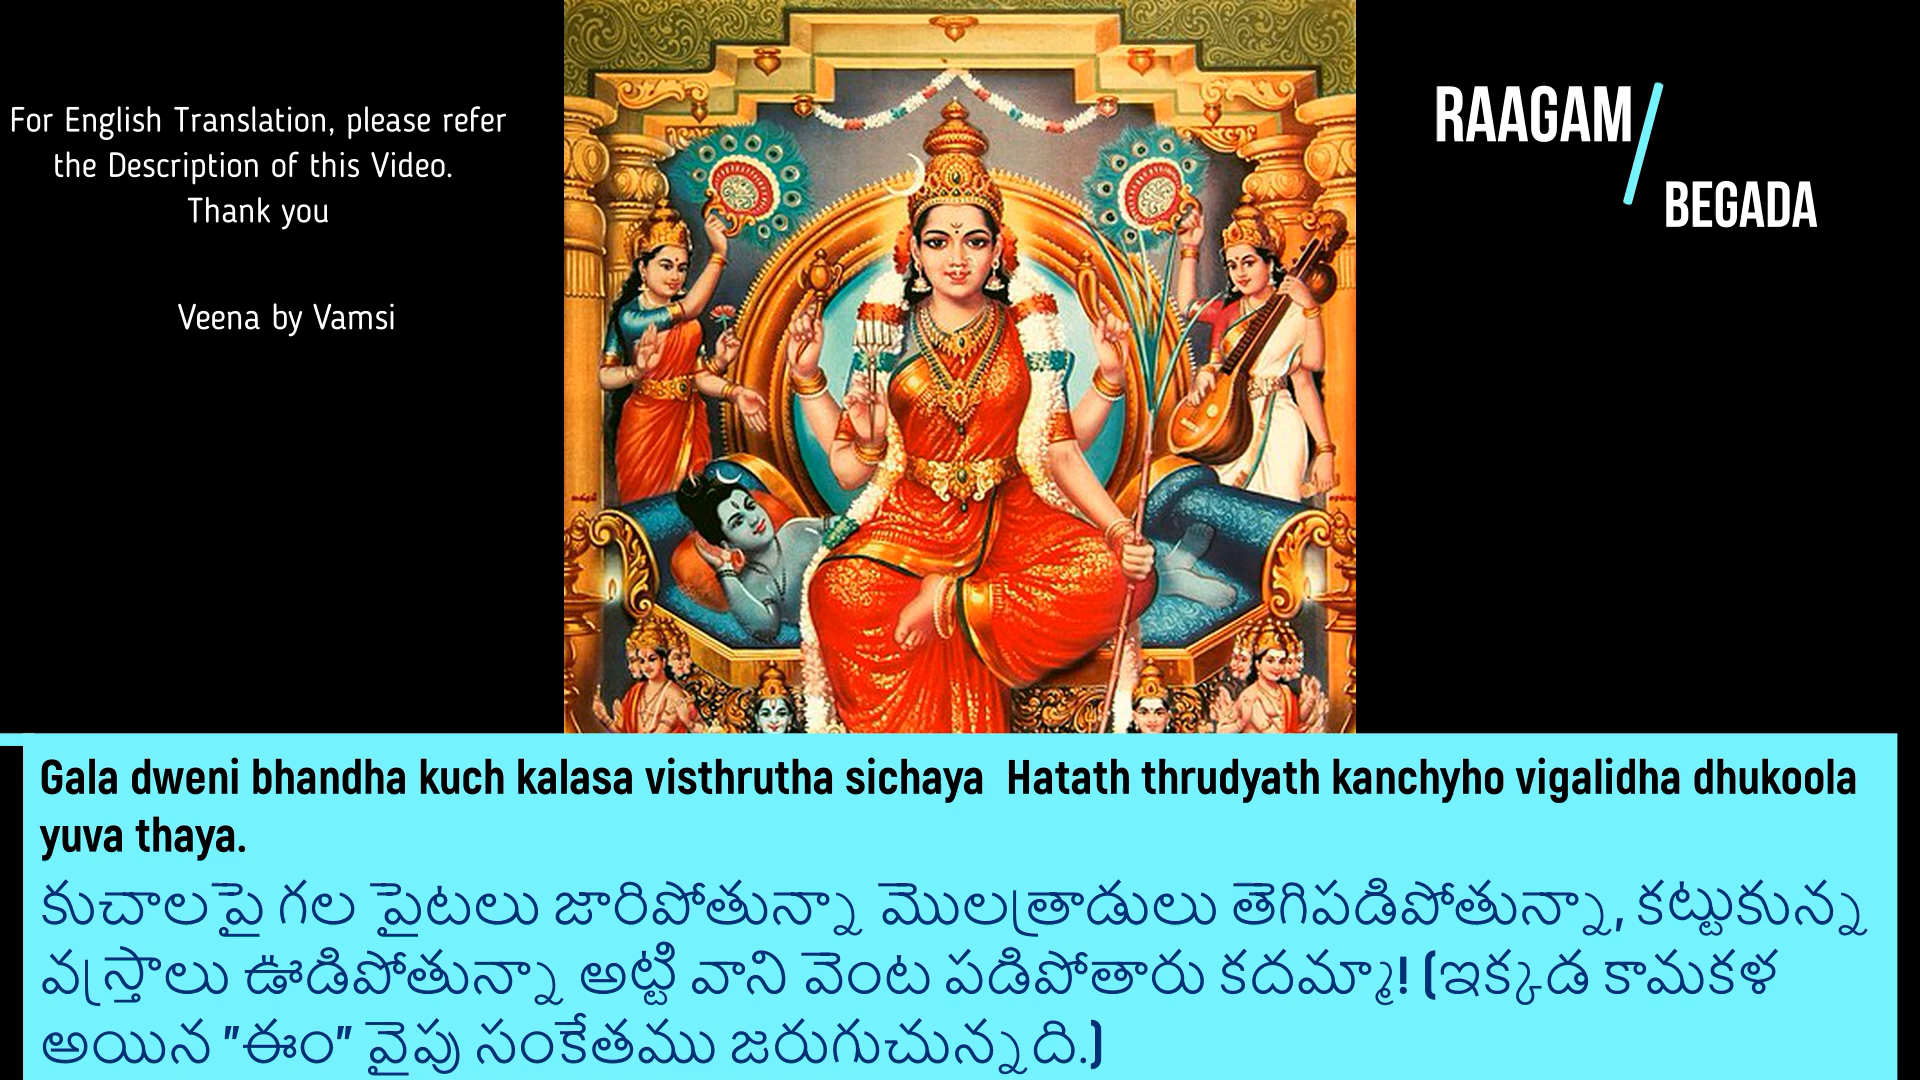 For English Translation, please refer
the Description of this Video.
Thank you
Veena by Vamsi
RAAGAM
BEGADA
Gala dweni bhandha kuch kalasa visthrutha sichaya  Hatath thrudyath kanchyho vigalidha dhukoola
yuva thaya.
కుచాలపై గల పైటలు జారిపోతున్నా మొలత్రాడులు తెగిపడిపోతున్నా, కట్టుకున్న
వస్త్రాలు ఊడిపోతున్నా అట్టి వాని వెంట పడిపోతారు కదమ్మా! (ఇక్కడ కామకళ
అయిన "ఈం" వైపు సంకేతము జరుగుచున్నది.)